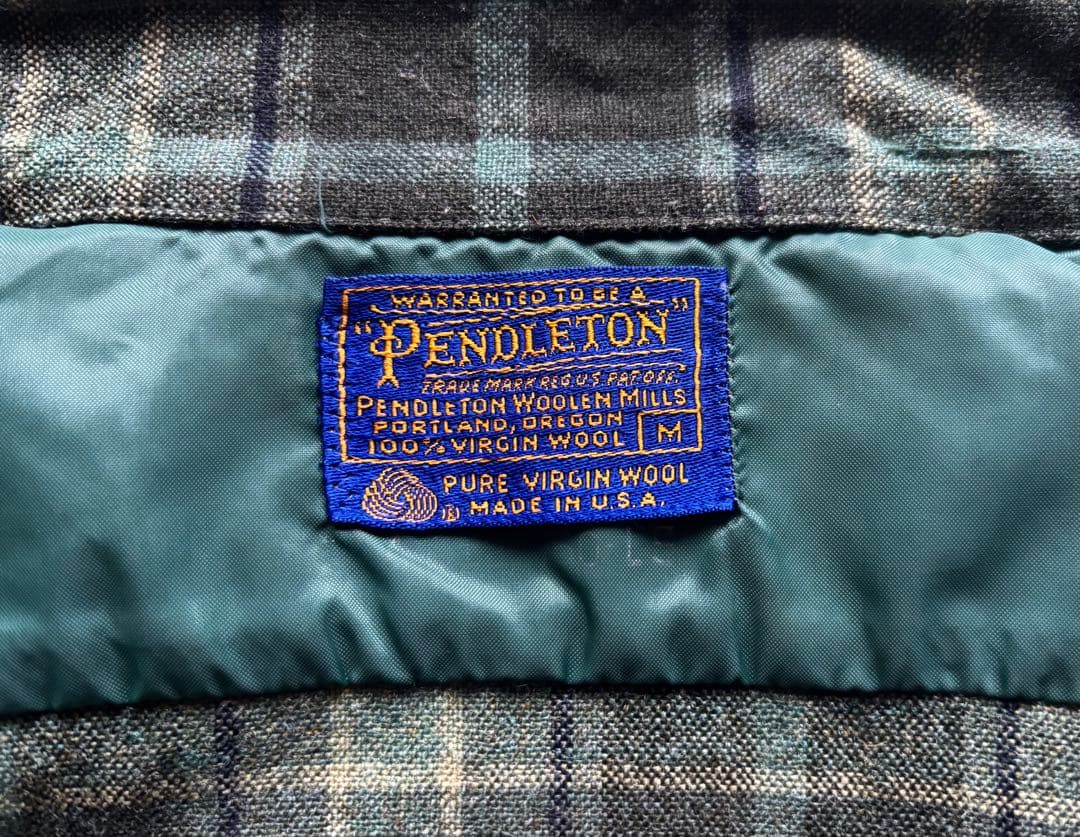 WARRANTED TO BE A
"PENDLETON"
TRADE MARK REG. U.S. PAT. OFF.
PENDLETON WOOLEN MILLS
PORTLAND, OREGON
100% VIRGIN WOOL
M
PURE VIRGIN WOOL
® MADE IN U.S.A.